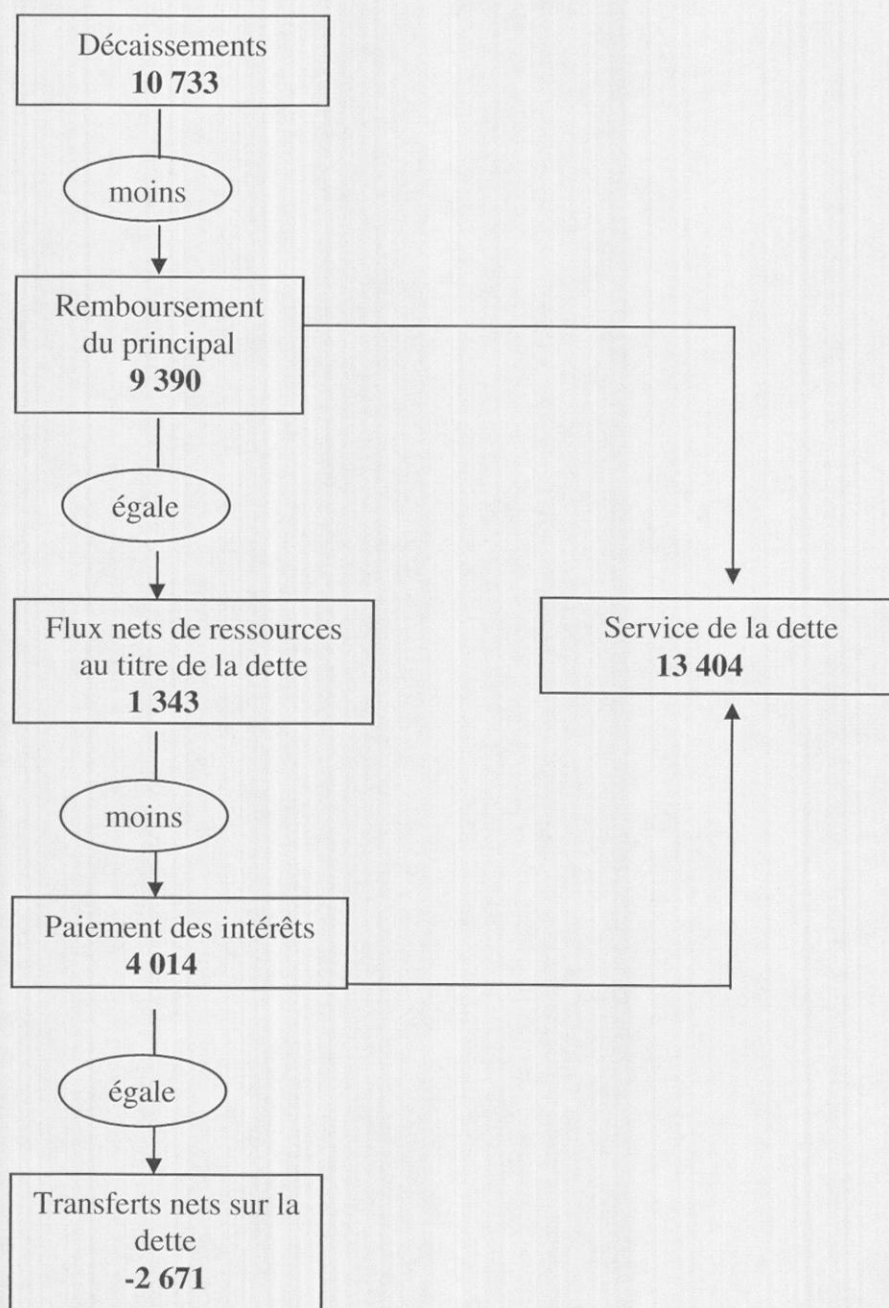 Décaissements
10 733
moins
Remboursement
du principal
9 390
égale
Flux nets de ressources
au titre de la dette
1 343
Service de la dette
13 404
moins
Paiement des intérêts
4 014
égale
Transferts nets sur la
dette
-2 671